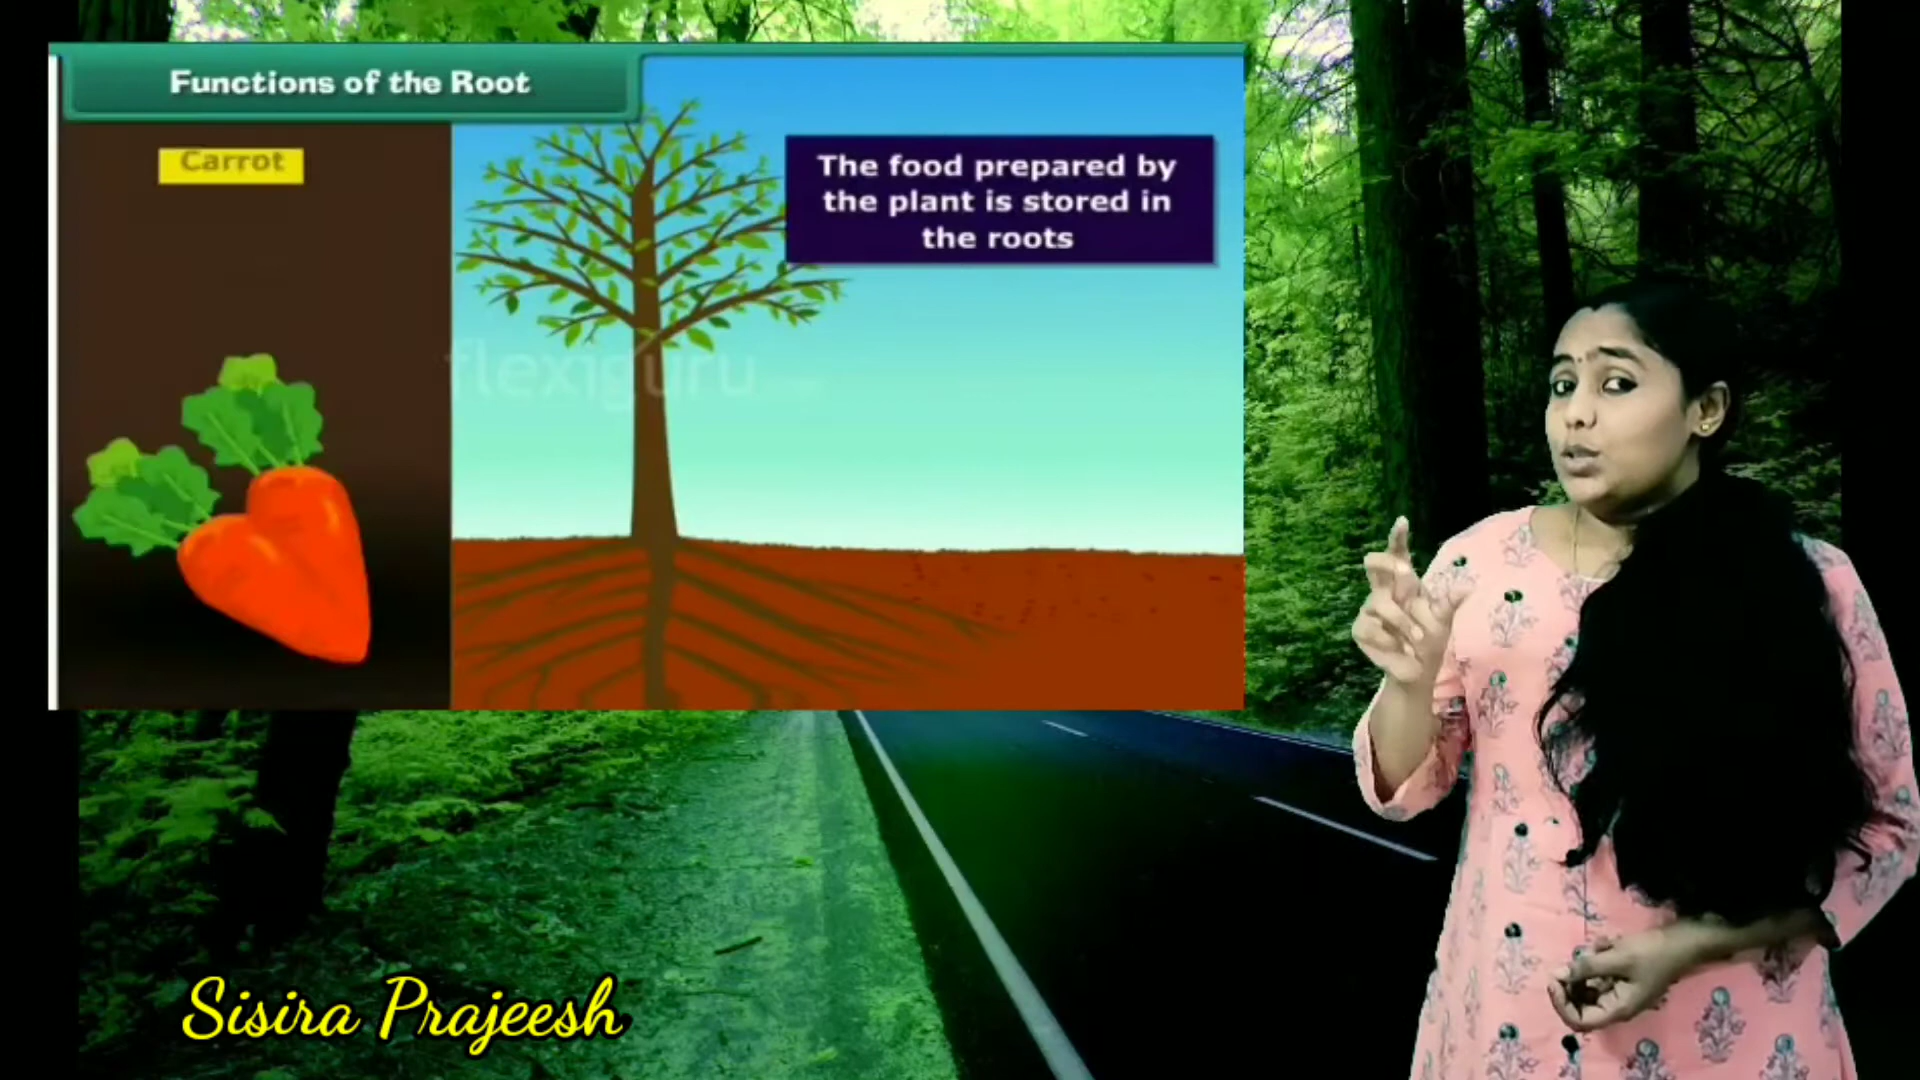 Functions of the Root
Carrot
The food prepared by
the plant is stored in
the roots
flexiguru
Sisira Prajeesh